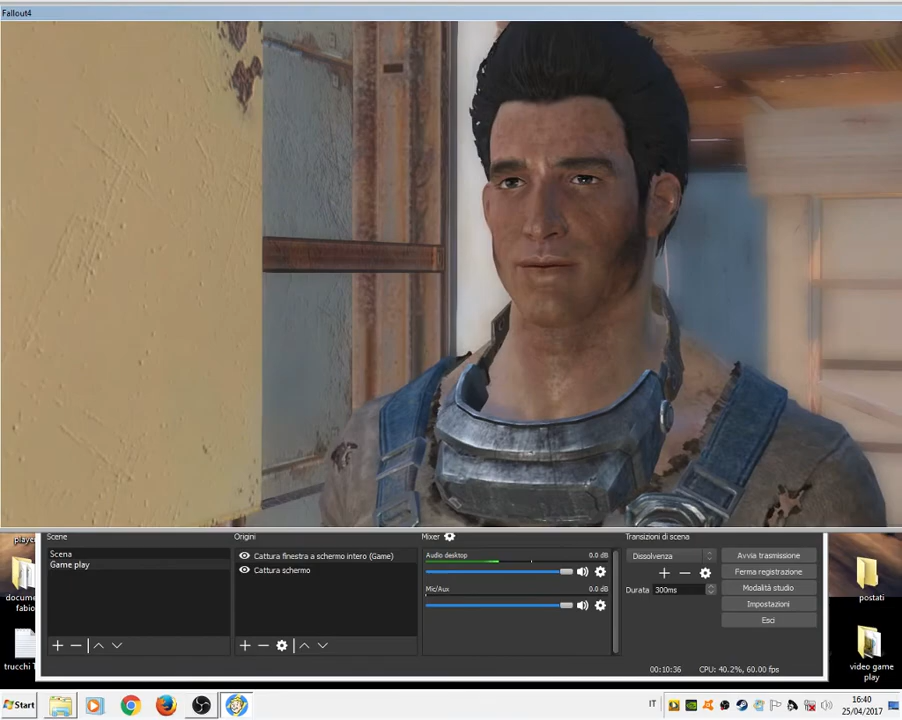 Fallout4
Scene
Origini
Mixer
Transizioni di scena
Scena
Game play
Cattura finestra a schermo intero (Game)
Cattura schermo
Audio desktop
0.0 dB
Mic/Aux
0.0 dB
Dissolvenza
Durata
300ms
Avvia trasmissione
Ferma registrazione
Modalità studio
Impostazioni
Esci
00:10:36
CPU: 40.2%, 60.00 fps
docume
fabio
trucchi
postati
video game
play
Start
IT
16:40
25/04/2017